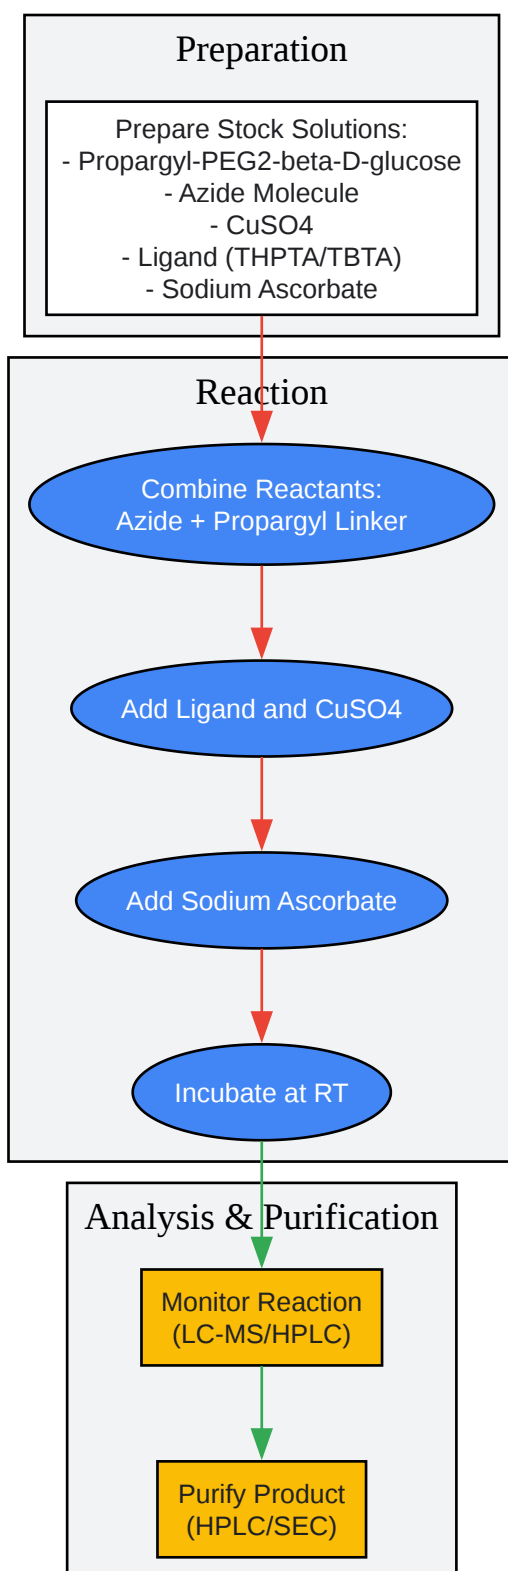 Preparation
Prepare Stock Solutions:
- Propargyl-PEG2-beta-D-glucose
- Azide Molecule
- CuSO4
- Ligand (THPTA/TBTA)
- Sodium Ascorbate
Reaction
Combine Reactants:
Azide + Propargyl Linker
Add Ligand and CuSO4
Add Sodium Ascorbate
Incubate at RT
Analysis & Purification
Monitor Reaction
(LC-MS/HPLC)
Purify Product
(HPLC/SEC)